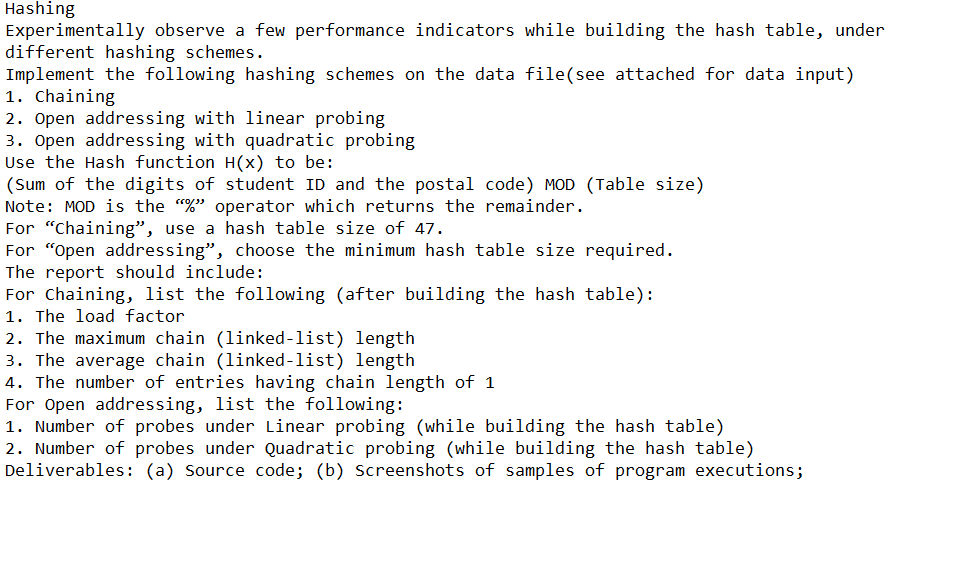 Hashing
Experimentally observe a few performance indicators while building the hash table, under
different hashing schemes.
Implement the following hashing schemes on the data file(see attached for data input)
1. Chaining
2. Open addressing with linear probing
3. Open addressing with quadratic probing
Use the Hash function H(x) to be:
(Sum of the digits of student ID and the postal code) MOD (Table size)
Note: MOD is the “%” operator which returns the remainder.
For “Chaining”, use a hash table size of 47.
For “Open addressing”, choose the minimum hash table size required.
The report should include:
For Chaining, list the following (after building the hash table):
1. The load factor
2. The maximum chain (linked-list) length
3. The average chain (linked-list) length
4. The number of entries having chain length of 1
For Open addressing, list the following:
1. Number of probes under Linear probing (while building the hash table)
2. Number of probes under Quadratic probing (while building the hash table)
Deliverables: (a) Source code; (b) Screenshots of samples of program executions;